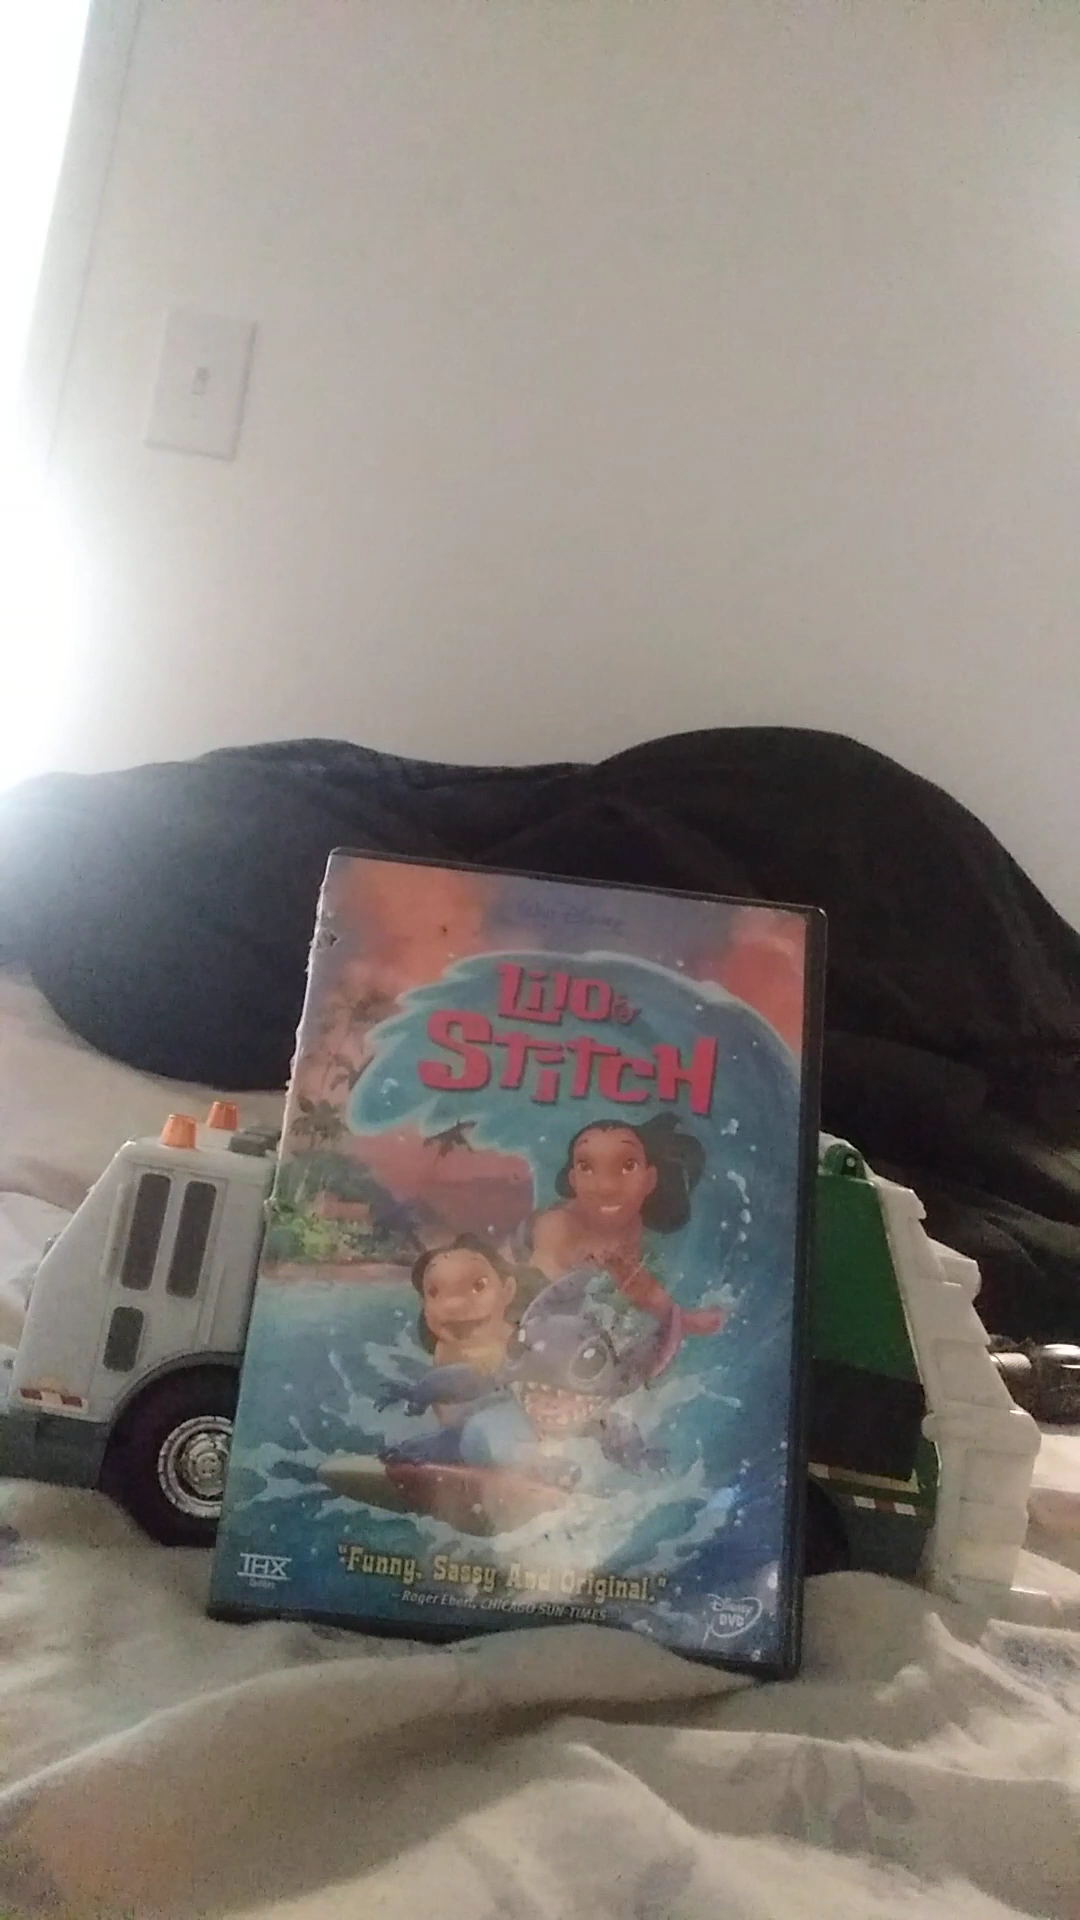 Walt Disney
Lilo &
Stitch
"Funny, Sassy And Original."
- Roger Ebert, CHICAGO SUN-TIMES
THX
Disney
DVD